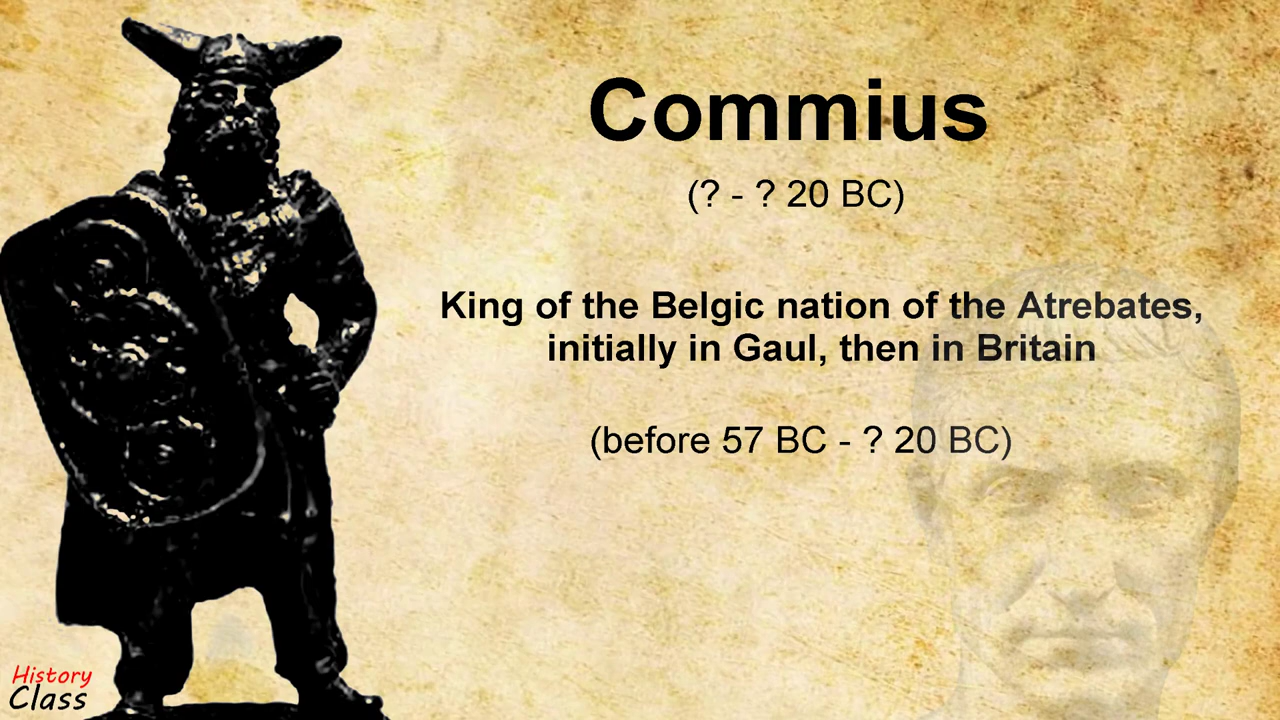 Commius
(? - ? 20 BC)
King of the Belgic nation of the Atrebates,
initially in Gaul, then in Britain
(before 57 BC - ? 20 BC)
History
Class